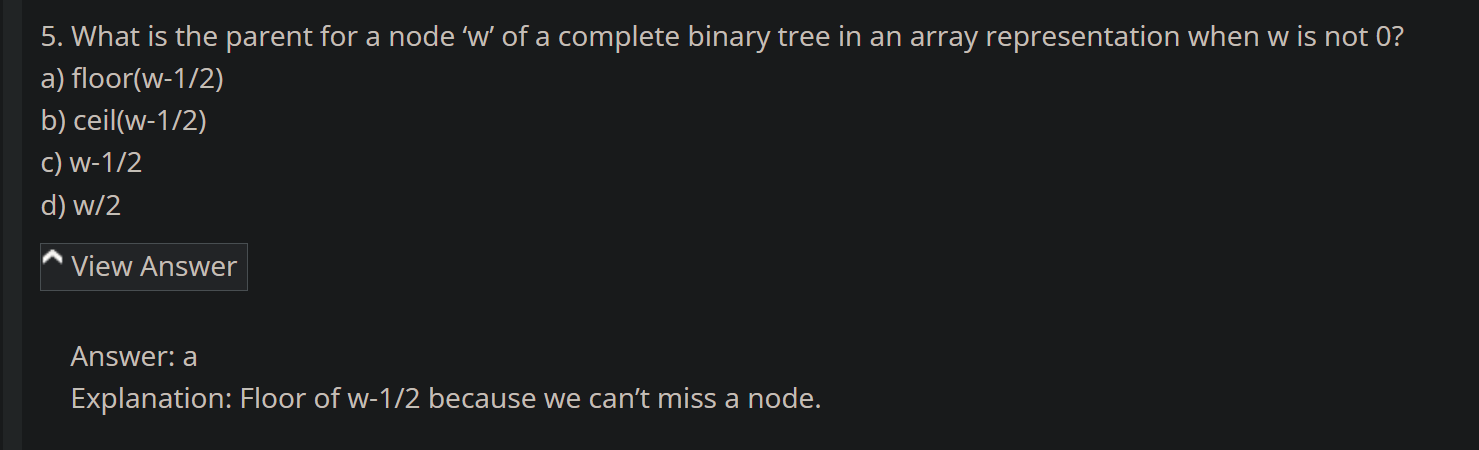 5. What is the parent for a node ‘w’ of a complete binary tree in an array representation when w is not 0?
a) floor(w-1/2)
b) ceil(w-1/2)
c) w-1/2
d) w/2
View Answer
Answer: a
Explanation: Floor of w-1/2 because we can’t miss a node.